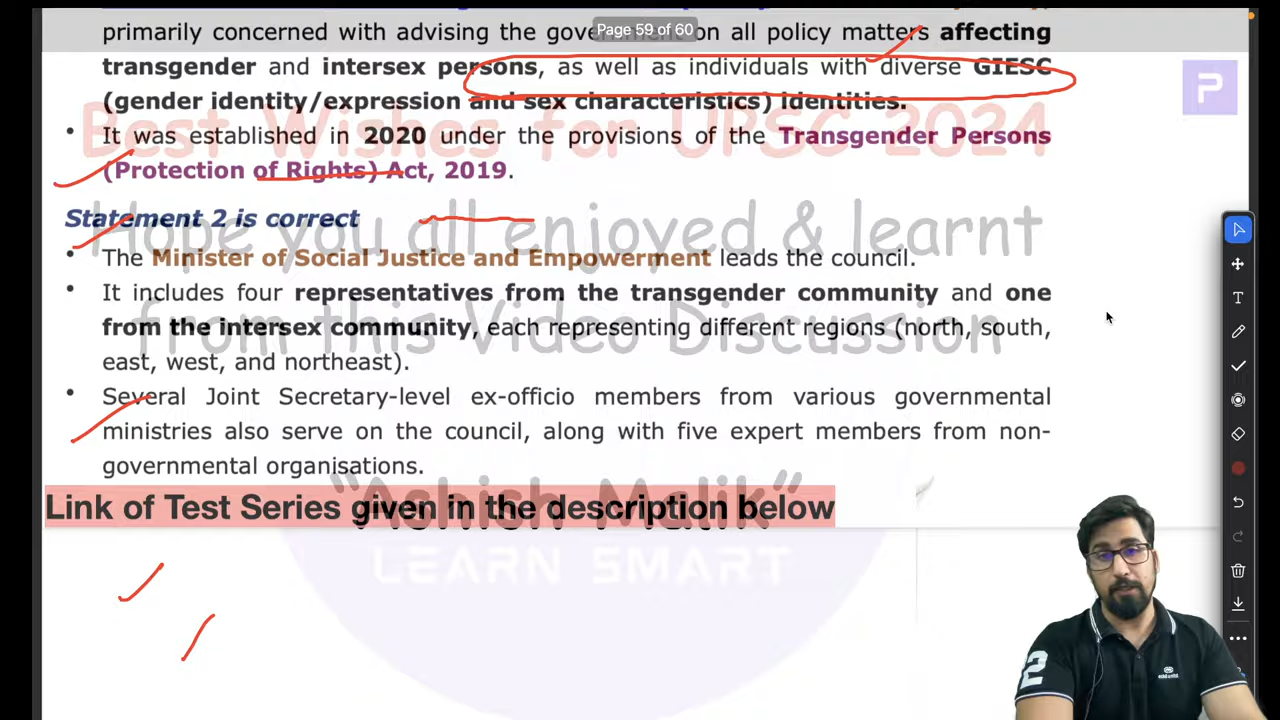 primarily concerned with advising the government on all policy matters affecting
Page 59 of 60
transgender and intersex persons, as well as individuals with diverse GIESC
(gender identity/expression and sex characteristics) identities.
Best Wishes for UPSC 2024
• It was established in 2020 under the provisions of the Transgender Persons
(Protection of Rights) Act, 2019.
Statement 2 is correct
Hope you all enjoyed & learnt
• The Minister of Social Justice and Empowerment leads the council.
• It includes four representatives from the transgender community and one
from the intersex community, each representing different regions (north, south,
from this Video Discussion
east, west, and northeast).
• Several Joint Secretary-level ex-officio members from various governmental
ministries also serve on the council, along with five expert members from non-
governmental organisations.
"Ashish Malik"
Link of Test Series given in the description below
LEARN SMART
P
T
2